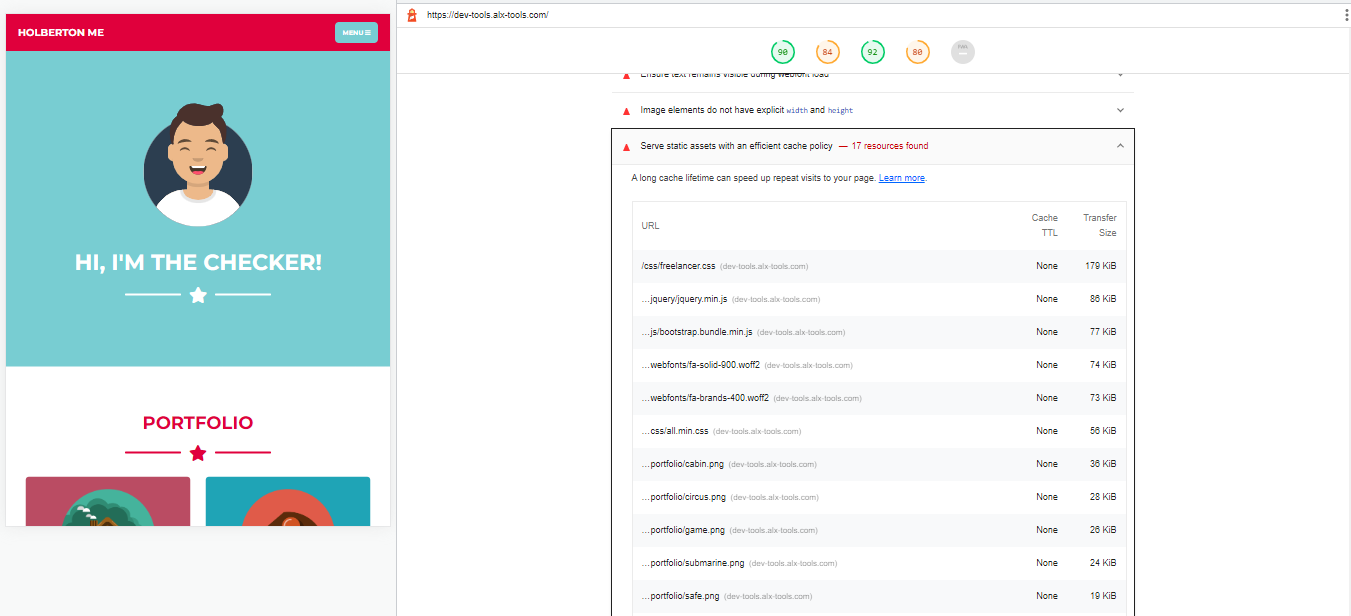 HOLBERTON ME
MENU
HI, I'M THE CHECKER!
PORTFOLIO
https://dev-tools.alx-tools.com/
90 84 92 80
Ensure text remains visible during webfont load
Image elements do not have explicit width and height
Serve static assets with an efficient cache policy — 17 resources found
A long cache lifetime can speed up repeat visits to your page. Learn more.
URL Cache TTL Transfer Size
/css/freelancer.css (dev-tools.alx-tools.com) None 179 KiB
…jquery/jquery.min.js (dev-tools.alx-tools.com) None 86 KiB
…js/bootstrap.bundle.min.js (dev-tools.alx-tools.com) None 77 KiB
…webfonts/fa-solid-900.woff2 (dev-tools.alx-tools.com) None 74 KiB
…webfonts/fa-brands-400.woff2 (dev-tools.alx-tools.com) None 73 KiB
…css/all.min.css (dev-tools.alx-tools.com) None 56 KiB
…portfolio/cabin.png (dev-tools.alx-tools.com) None 36 KiB
…portfolio/circus.png (dev-tools.alx-tools.com) None 28 KiB
…portfolio/game.png (dev-tools.alx-tools.com) None 26 KiB
…portfolio/submarine.png (dev-tools.alx-tools.com) None 24 KiB
…portfolio/safe.png (dev-tools.alx-tools.com) None 19 KiB